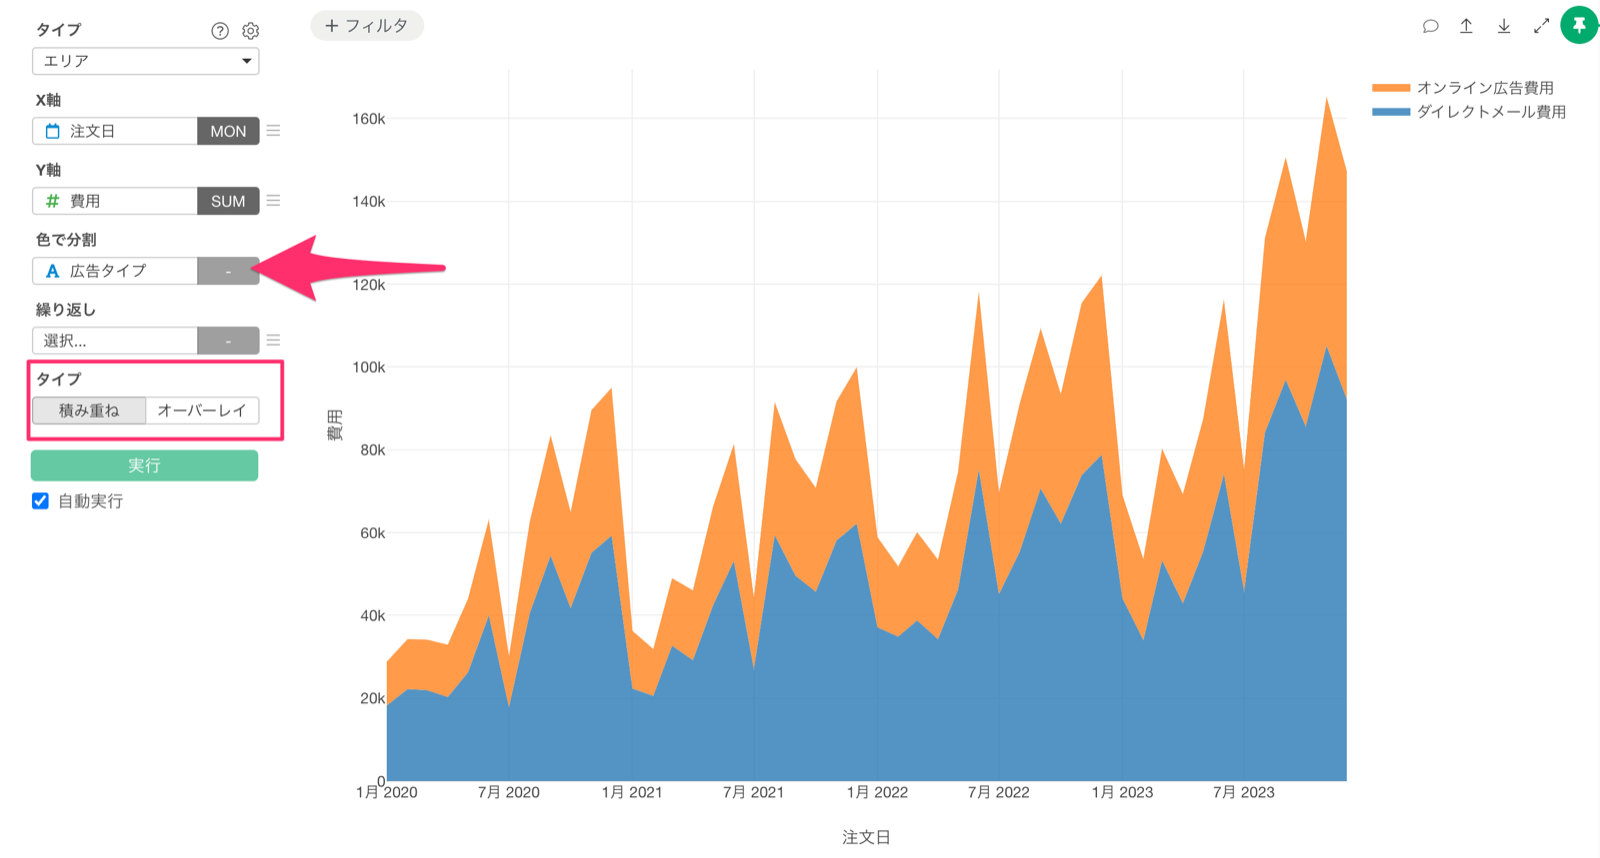 タイプ
エリア
X軸
注文日 MON
Y軸
# 費用 SUM
色で分割
A 広告タイプ -
繰り返し
選択... -
タイプ
積み重ね オーバーレイ
実行
自動実行
+ フィルタ
オンライン広告費用
ダイレクトメール費用
費用
160k
140k
120k
100k
80k
60k
40k
20k
0
1月 2020 7月 2020 1月 2021 7月 2021 1月 2022 7月 2022 1月 2023 7月 2023
注文日